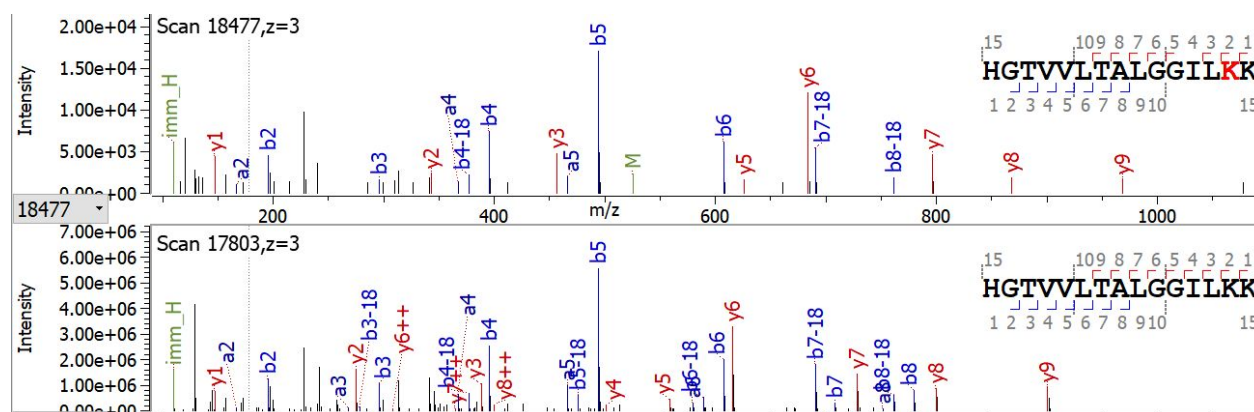 Scan 18477,z=3
2.00e+04
1.50e+04
1.00e+04
5.00e+03
0.00e+00
Intensity
imm_H
y1
a2
b2
b3
y2
a4
b4-18
b4
y3
a5
b5
M
b6
y5
y6
b7-18
b8-18
y7
y8
y9
15 10 9 8 7 6 5 4 3 2 1
HGTVVLTALGGILKK
1 2 3 4 5 6 7 8 9 10 15
18477
200 400 m/z 600 800 1000
Scan 17803,z=3
7.00e+06
6.00e+06
5.00e+06
4.00e+06
3.00e+06
2.00e+06
1.00e+06
0.00e+00
Intensity
imm_H
y1
a2
b2
a3
y2
b3-18
b3
y6++
b4-18
y7++
a4
y3
b4
y8++
a5
b5-18
b5
y4
y5
b6-18
a6
b6
y6
b7-18
b7
y7
b8-18
b8
y8
y9
15 10 9 8 7 6 5 4 3 2 1
HGTVVLTALGGILKK
1 2 3 4 5 6 7 8 9 10 15